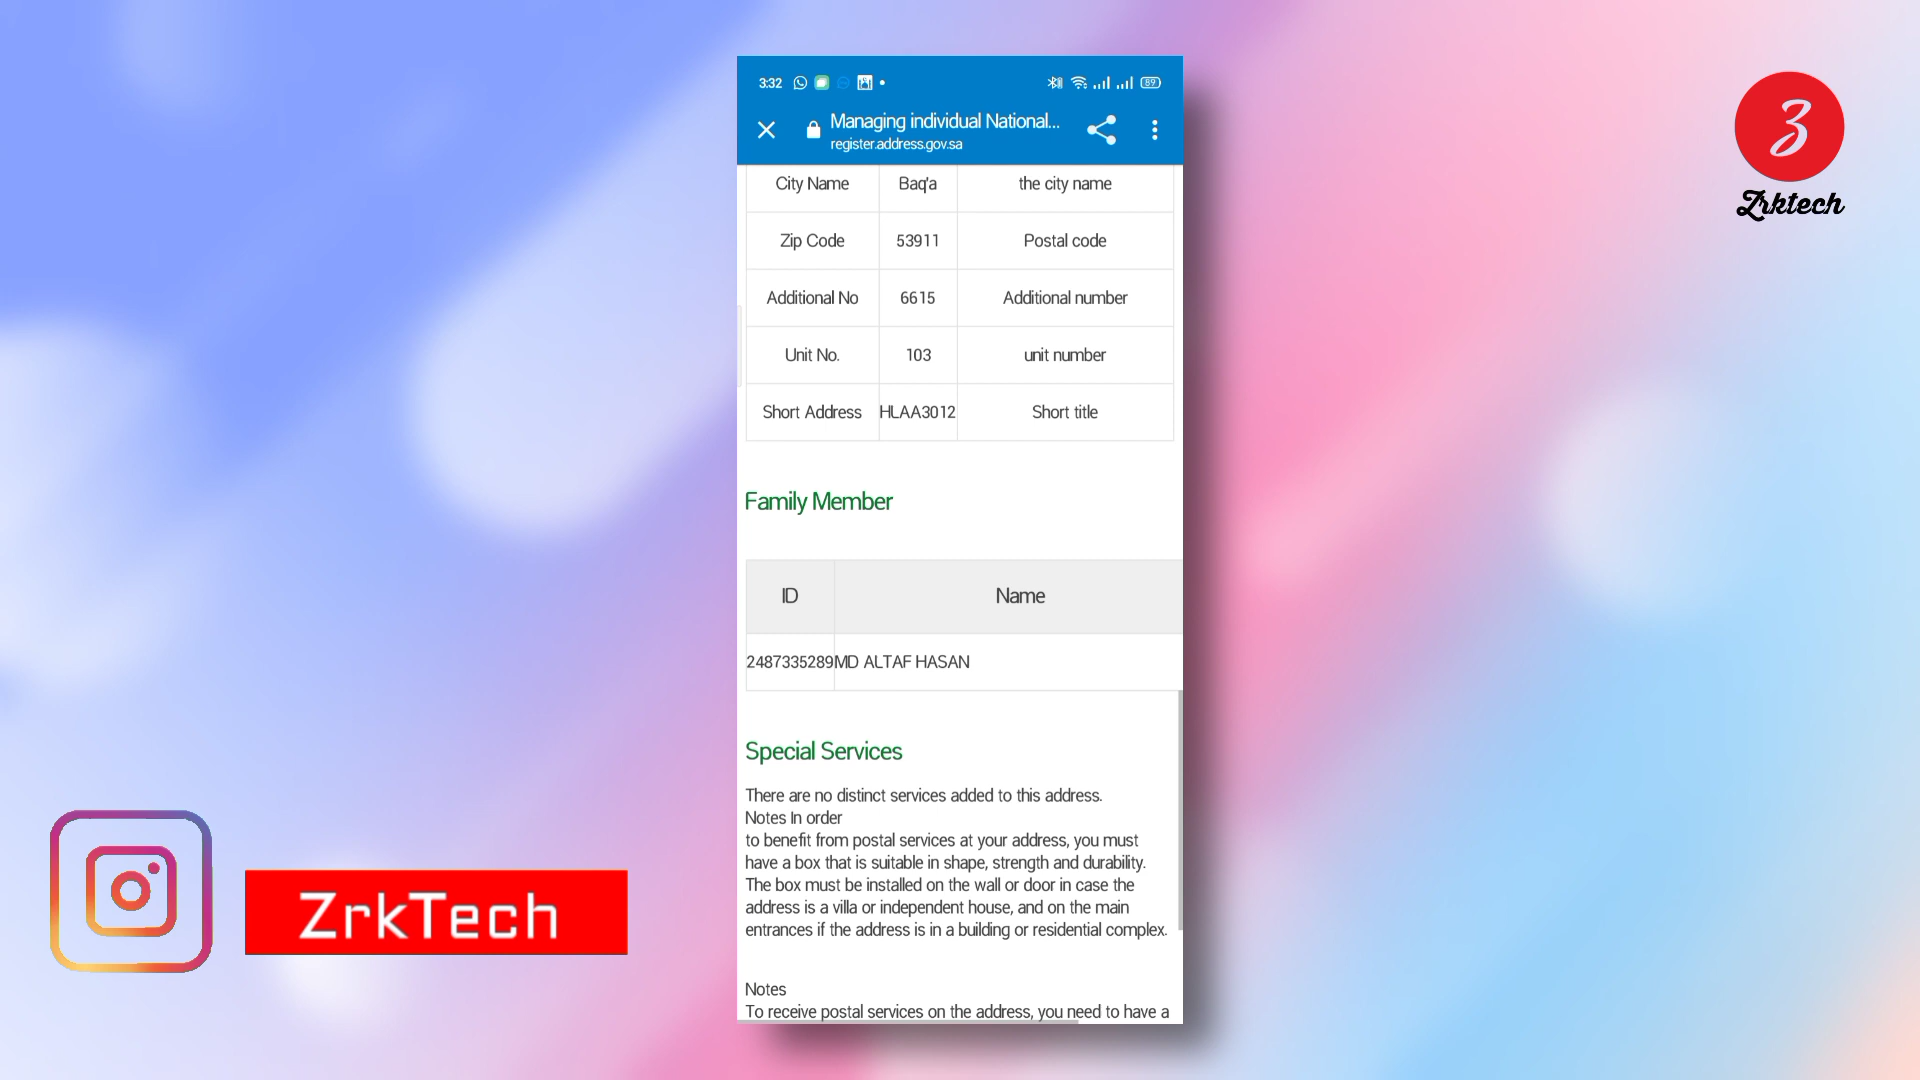 3:32
89
Managing individual National...
register.address.gov.sa
City Name Baq'a the city name
Zip Code 53911 Postal code
Additional No 6615 Additional number
Unit No. 103 unit number
Short Address HLAA3012 Short title
Family Member
ID Name
2487335289 MD ALTAF HASAN
Special Services
There are no distinct services added to this address.
Notes In order
to benefit from postal services at your address, you must
have a box that is suitable in shape, strength and durability.
The box must be installed on the wall or door in case the
address is a villa or independent house, and on the main
entrances if the address is in a building or residential complex.
Notes
To receive postal services on the address, you need to have a
Z
Zrktech
ZrkTech